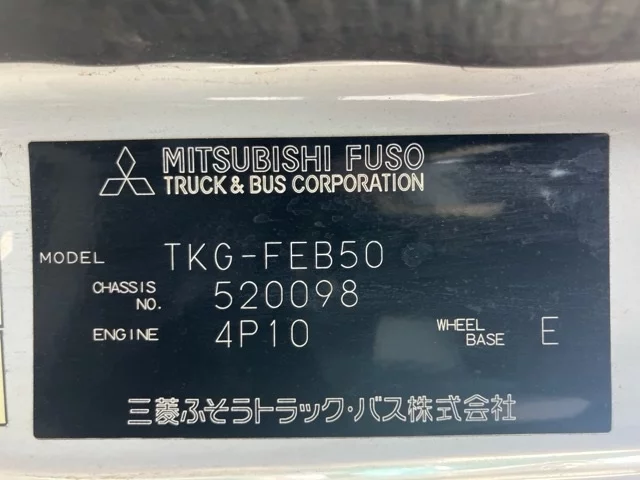 MITSUBISHI FUSO
TRUCK & BUS CORPORATION
MODEL TKG-FEB50
CHASSIS NO. 520098
ENGINE 4P10 WHEEL BASE E
三菱ふそうトラック・バス株式会社